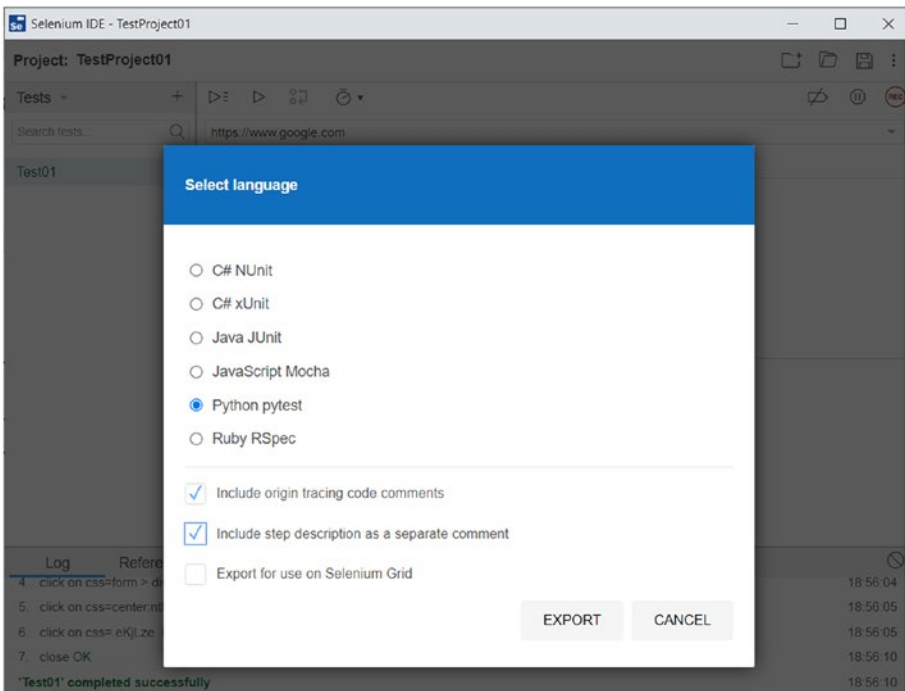 Selenium IDE - TestProject01
Project: TestProject01
Tests
Search tests...
https://www.google.com
REC
Test01
Select language
C# NUnit
C# xUnit
Java JUnit
JavaScript Mocha
Python pytest
Ruby RSpec
Include origin tracing code comments
Include step description as a separate comment
Export for use on Selenium Grid
EXPORT
CANCEL
Log
Refere
4. click on css=form > di
18:56:04
5. click on css=center:nt
18:56:05
6. click on css=.eKjLze
18:56:05
7. close OK
18:56:10
'Test01' completed successfully
18:56:10